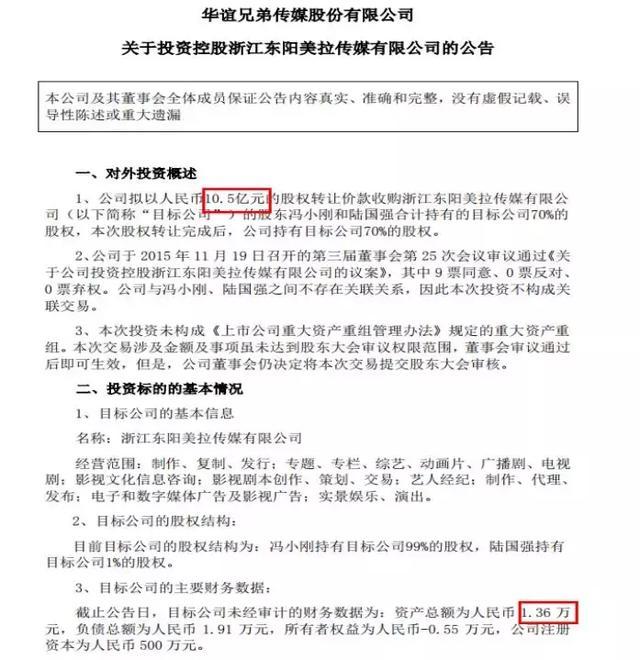 华谊兄弟传媒股份有限公司
关于投资控股浙江东阳美拉传媒有限公司的公告
本公司及其董事会全体成员保证公告内容真实、准确和完整，没有虚假记载、误
导性陈述或重大遗漏
一、对外投资概述
1、公司拟以人民币10.5亿元的股权转让价款收购浙江东阳美拉传媒有限公
司（以下简称“目标公司”）的股东冯小刚和陆国强合计持有的目标公司70%的
股权，本次股权转让完成后，公司持有目标公司70%的股权。
2、公司于 2015 年 11 月 19 日召开的第三届董事会第 25 次会议审议通过《关
于公司投资控股浙江东阳美拉传媒有限公司的议案》，其中 9 票同意、0 票反对、
0 票弃权。公司与冯小刚、陆国强之间不存在关联关系，因此本次投资不构成关
联交易。
3、本次投资未构成《上市公司重大资产重组管理办法》规定的重大资产重
组。本次交易涉及金额及事项虽未达到股东大会审议权限范围，董事会审议通过
后即可生效，但是，公司董事会仍决定将本次交易提交股东大会审核。
二、投资标的的基本情况
1、目标公司的基本信息
名称：浙江东阳美拉传媒有限公司
经营范围：制作、复制、发行：专题、专栏、综艺、动画片、广播剧、电视
剧；影视文化信息咨询；影视剧本创作、策划、交易；艺人经纪；制作、代理、
发布：电子和数字媒体广告及影视广告；实景娱乐、演出。
2、目标公司的股权结构：
目前目标公司的股权结构为：冯小刚持有目标公司99%的股权，陆国强持有
目标公司1%的股权。
3、目标公司的主要财务数据：
截止公告日，目标公司未经审计的财务数据为：资产总额为人民币 1.36 万
元，负债总额为人民币 1.91 万元，所有者权益为人民币-0.55 万元，公司注册
资本为人民币 500 万元。